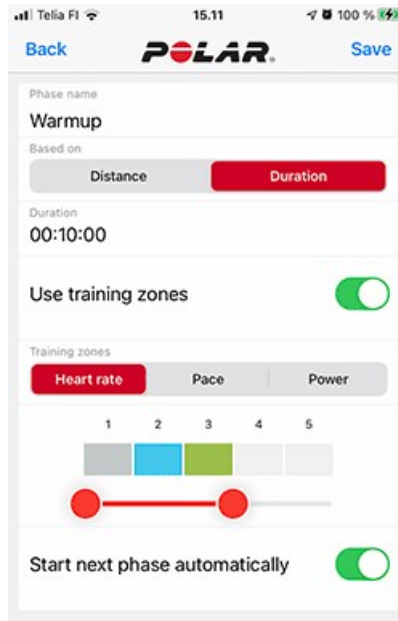 Telia FI 15.11 100 %
Back POLAR. Save
Phase name
Warmup
Based on
Distance Duration
Duration
00:10:00
Use training zones
Training zones
Heart rate Pace Power
1 2 3 4 5
Start next phase automatically